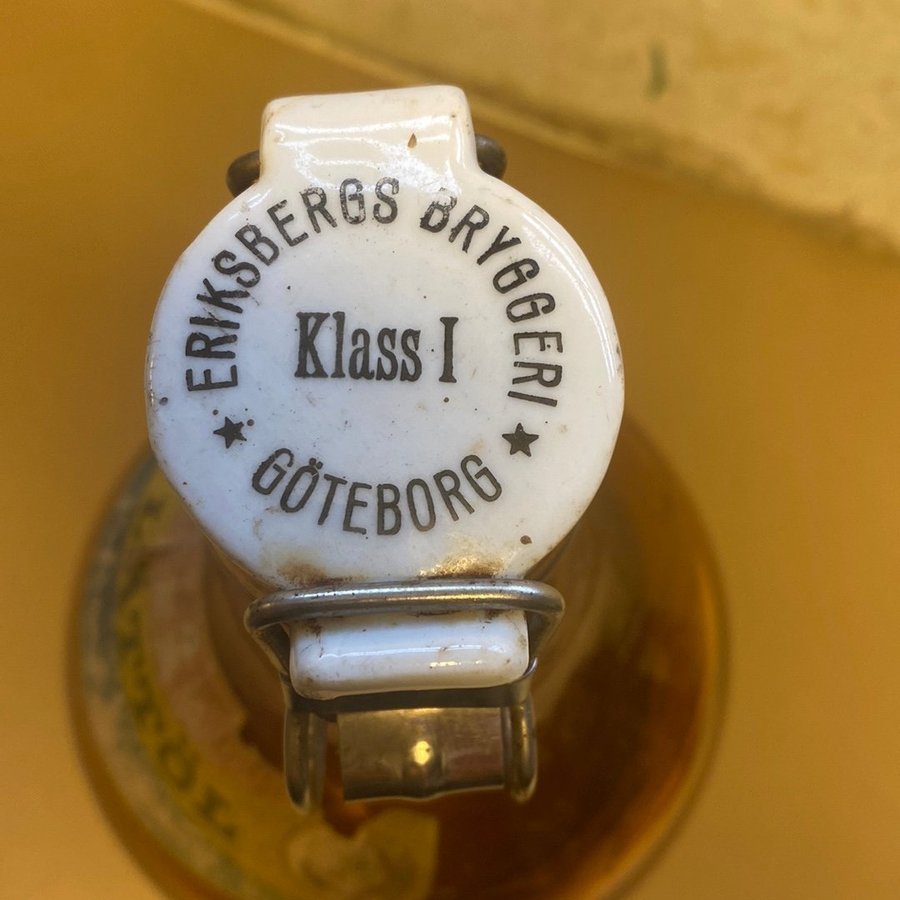 ERIKSBERGS BRYGGERI
Klass I
★ GÖTEBORG ★